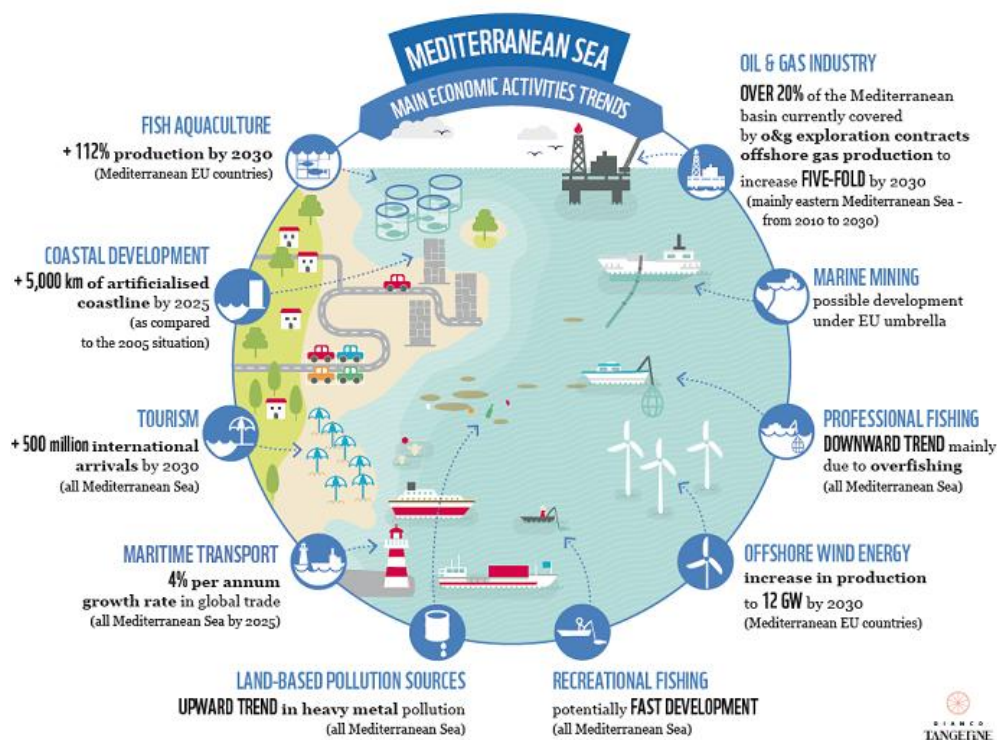 MEDITERRANEAN SEA
MAIN ECONOMIC ACTIVITIES TRENDS
FISH AQUACULTURE
+ 112% production by 2030
(Mediterranean EU countries)
COASTAL DEVELOPMENT
+ 5,000 km of artificialised
coastline by 2025
(as compared
to the 2005 situation)
TOURISM
+ 500 million international
arrivals by 2030
(all Mediterranean Sea)
MARITIME TRANSPORT
4% per annum
growth rate in global trade
(all Mediterranean Sea by 2025)
LAND-BASED POLLUTION SOURCES
UPWARD TREND in heavy metal pollution
(all Mediterranean Sea)
RECREATIONAL FISHING
potentially FAST DEVELOPMENT
(all Mediterranean Sea)
OIL & GAS INDUSTRY
OVER 20% of the Mediterranean
basin currently covered
by o&g exploration contracts
offshore gas production to
increase FIVE-FOLD by 2030
(mainly eastern Mediterranean Sea -
from 2010 to 2030)
MARINE MINING
possible development
under EU umbrella
PROFESSIONAL FISHING
DOWNWARD TREND mainly
due to overfishing
(all Mediterranean Sea)
OFFSHORE WIND ENERGY
increase in production
to 12 GW by 2030
(Mediterranean EU countries)
BIANCO
TANGERINE